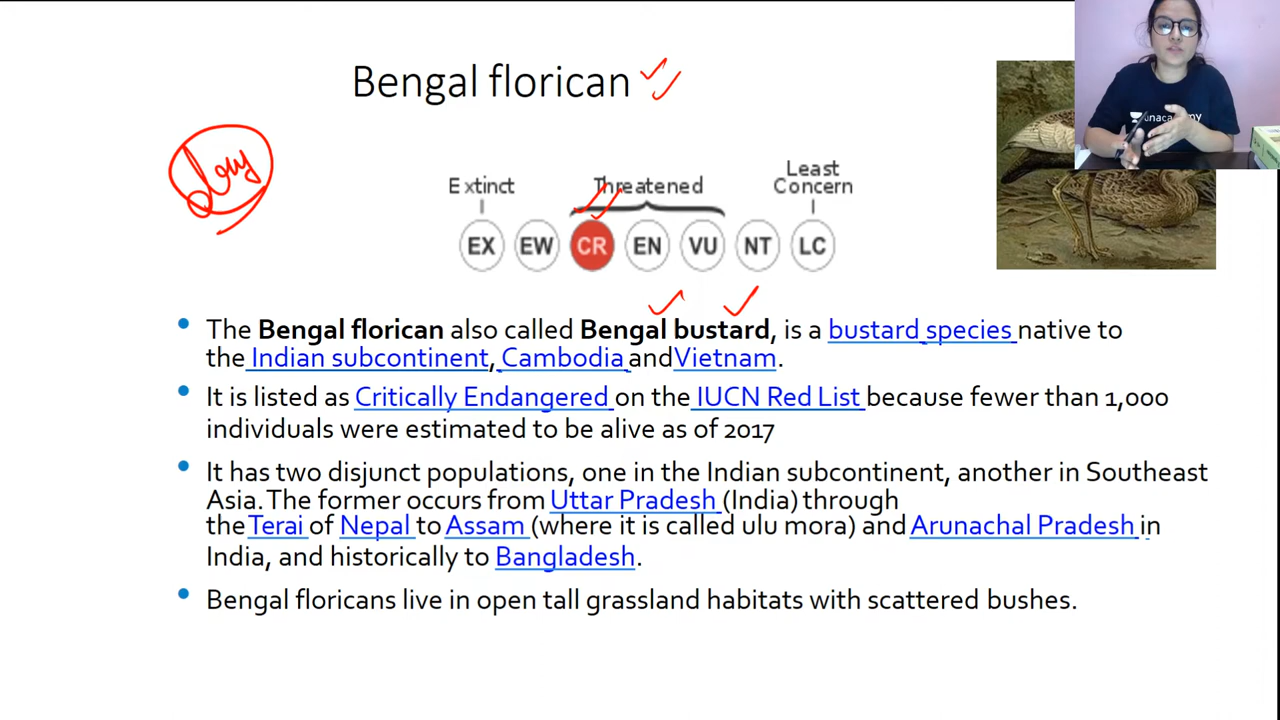 Bengal florican
Extinct
Threatened
Least
Concern
EX EW CR EN VU NT LC
The Bengal florican also called Bengal bustard, is a bustard species native to
the Indian subcontinent, Cambodia andVietnam.
It is listed as Critically Endangered on the IUCN Red List because fewer than 1,000
individuals were estimated to be alive as of 2017
It has two disjunct populations, one in the Indian subcontinent, another in Southeast
Asia. The former occurs from Uttar Pradesh (India) through
the Terai of Nepal to Assam (where it is called ulu mora) and Arunachal Pradesh in
India, and historically to Bangladesh.
Bengal floricans live in open tall grassland habitats with scattered bushes.